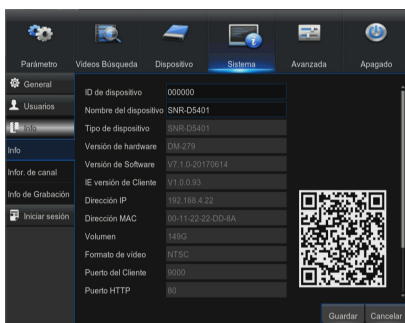 Parámetro Videos Búsqueda Dispositivo Sistema Avanzada Apagado
General
Usuarios
Info
Info
Infor. de canal
Info de Grabación
Iniciar sesión
ID de dispositivo 000000
Nombre del dispositivo SNR-D5401
Tipo de dispositivo SNR-D5401
Versión de hardware DM-279
Versión de Software V7.1.0-20170614
IE versión de Cliente V1.0.0.93
Dirección IP 192.168.4.22
Dirección MAC 00-11-22-22-DD-8A
Volumen 149G
Formato de vídeo NTSC
Puerto del Cliente 9000
Puerto HTTP 80
Guardar Cancelar